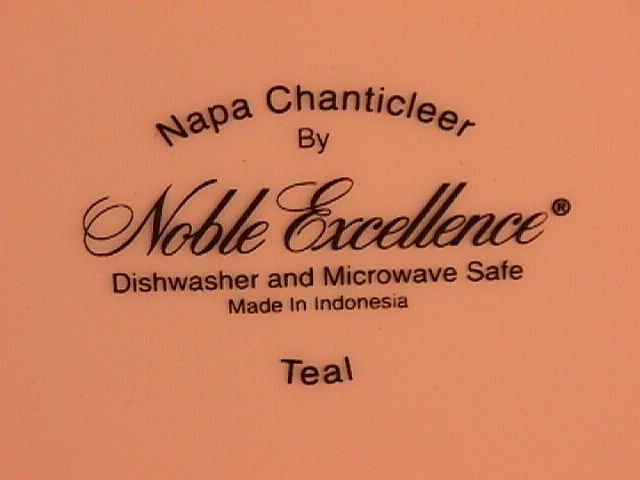 Napa Chanticleer
By
Noble Excellence®
Dishwasher and Microwave Safe
Made In Indonesia
Teal